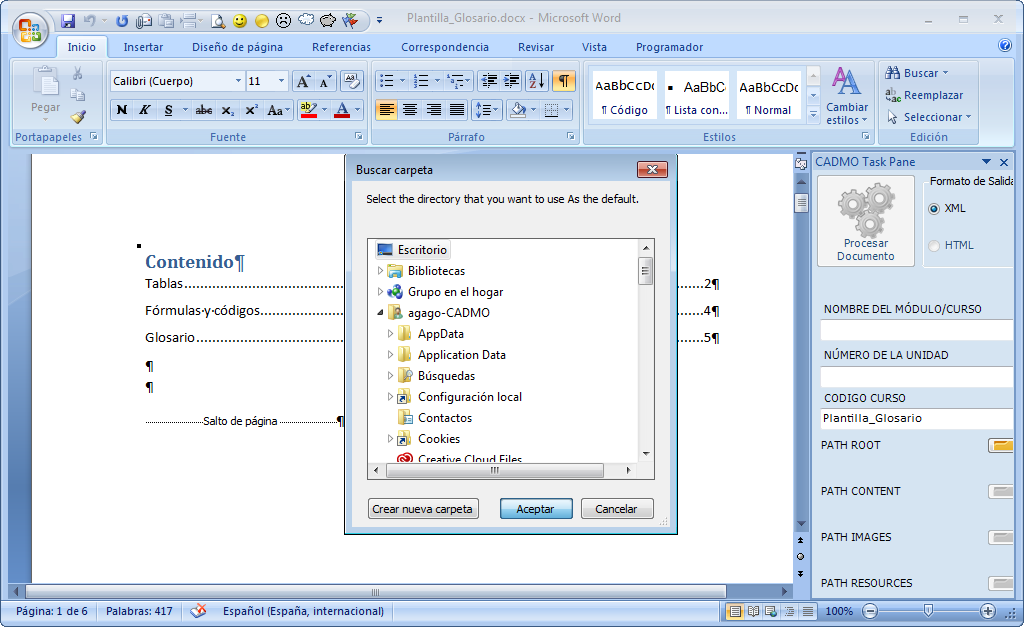 Plantilla_Glosario.docx - Microsoft Word
Inicio Insertar Diseño de página Referencias Correspondencia Revisar Vista Programador
Pegar
Portapapeles
Calibri (Cuerpo) 11
N K S abc x₂ x² Aa
Fuente
Párrafo
AaBbCcDc AaBbC AaBbCcDc
¶ Código ¶ Lista con... ¶ Normal
Cambiar estilos
Estilos
Buscar
Reemplazar
Seleccionar
Edición
Contenido¶
Tablas 2¶
Fórmulas·y·códigos 4¶
Glosario 5¶
¶
¶
Salto de página ¶
Buscar carpeta
Select the directory that you want to use As the default.
Escritorio
Bibliotecas
Grupo en el hogar
agago-CADMO
AppData
Application Data
Búsquedas
Configuración local
Contactos
Cookies
Creative Cloud Files
Crear nueva carpeta Aceptar Cancelar
CADMO Task Pane
Procesar
Documento
Formato de Salida
XML
HTML
NOMBRE DEL MÓDULO/CURSO
NÚMERO DE LA UNIDAD
CODIGO CURSO
Plantilla_Glosario
PATH ROOT
PATH CONTENT
PATH IMAGES
PATH RESOURCES
Página: 1 de 6 Palabras: 417 Español (España, internacional) 100%